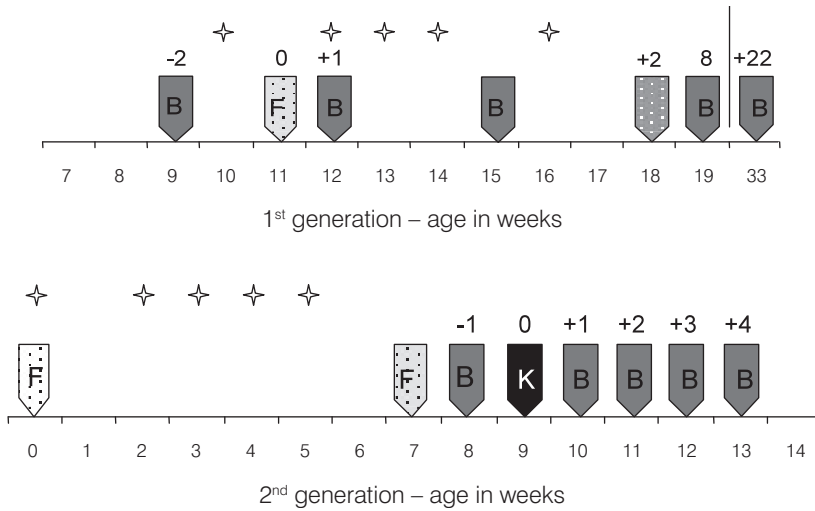 -2 0 +1 +2 8 +22
B F B B B B
7 8 9 10 11 12 13 14 15 16 17 18 19 33
1st generation – age in weeks
-1 0 +1 +2 +3 +4
F F B K B B B B
0 1 2 3 4 5 6 7 8 9 10 11 12 13 14
2nd generation – age in weeks